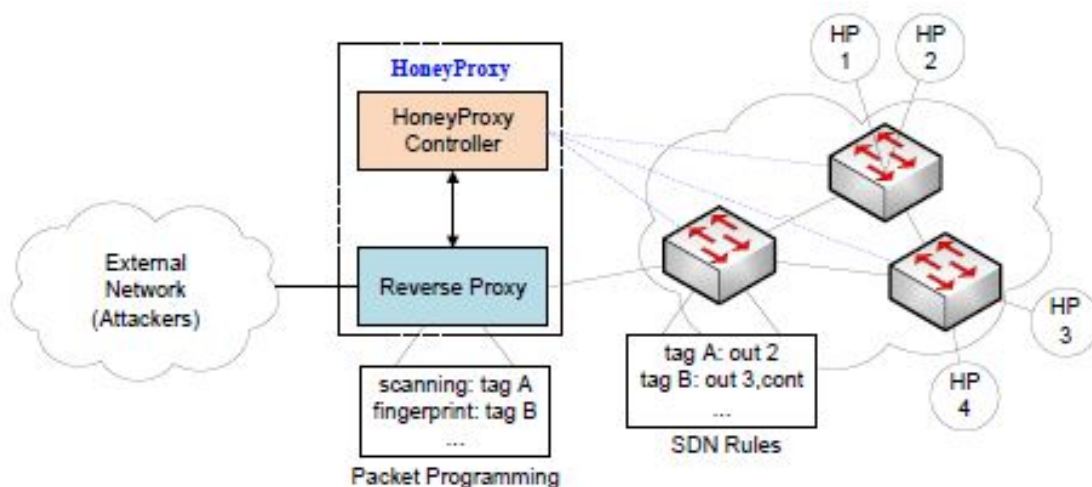 HoneyProxy
HoneyProxy
Controller
Reverse Proxy
External
Network
(Attackers)
scanning: tag A
fingerprint: tag B
...
Packet Programming
tag A: out 2
tag B: out 3,cont
...
SDN Rules
HP
1
HP
2
HP
3
HP
4